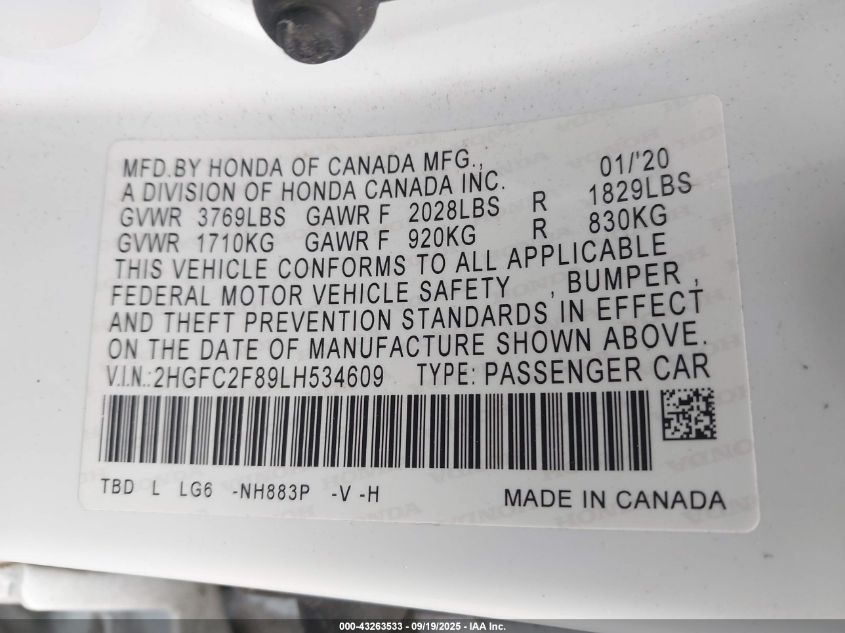 MFD.BY HONDA OF CANADA MFG., 01/'20
A DIVISION OF HONDA CANADA INC.
GVWR 3769LBS GAWR F 2028LBS R 1829LBS
GVWR 1710KG GAWR F 920KG R 830KG
THIS VEHICLE CONFORMS TO ALL APPLICABLE
FEDERAL MOTOR VEHICLE SAFETY , BUMPER ,
AND THEFT PREVENTION STANDARDS IN EFFECT
ON THE DATE OF MANUFACTURE SHOWN ABOVE.
V.I.N.:2HGFC2F89LH534609 TYPE: PASSENGER CAR
TBD L LG6 -NH883P -V -H MADE IN CANADA
000-43263533 - 09/19/2025 - IAA Inc.